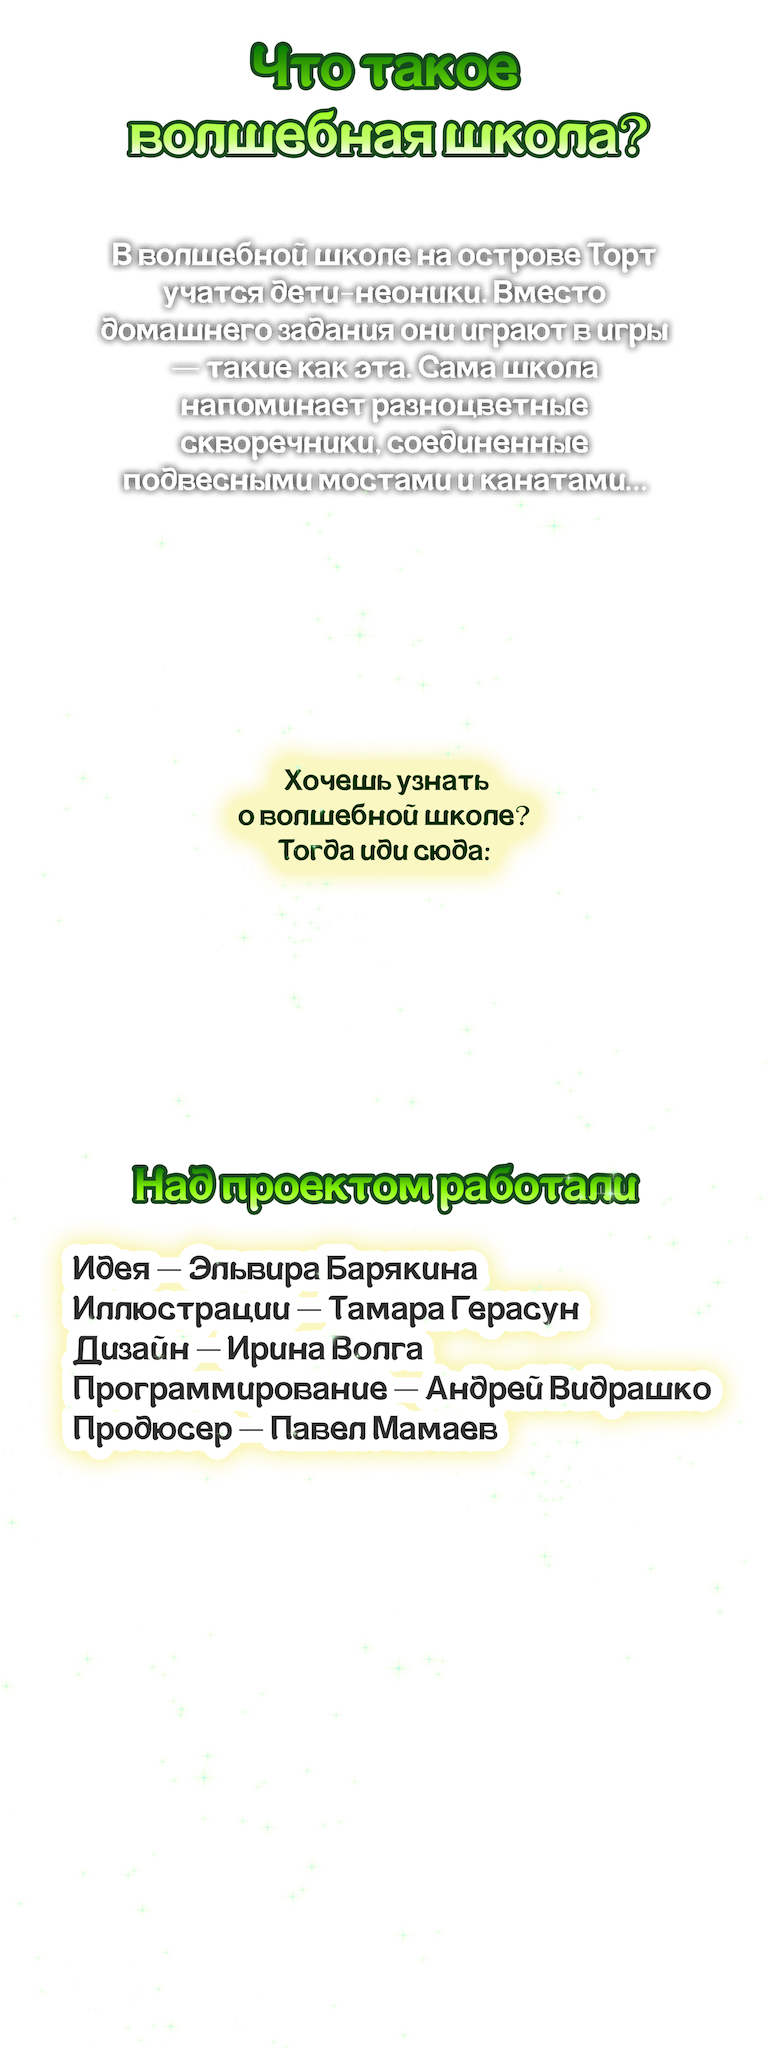 Что такое
волшебная школа?
В волшебной школе на острове Торт
учатся дети-неоники. Вместо
домашнего задания они играют в игры
— такие как эта. Сама школа
напоминает разноцветные
скворечники, соединенные
подвесными мостами и канатами...
Хочешь узнать
о волшебной школе?
Тогда иди сюда:
Над проектом работали
Идея — Эльвира Барякина
Иллюстрации — Тамара Герасун
Дизайн — Ирина Волга
Программирование — Андрей Видрашко
Продюсер — Павел Мамаев